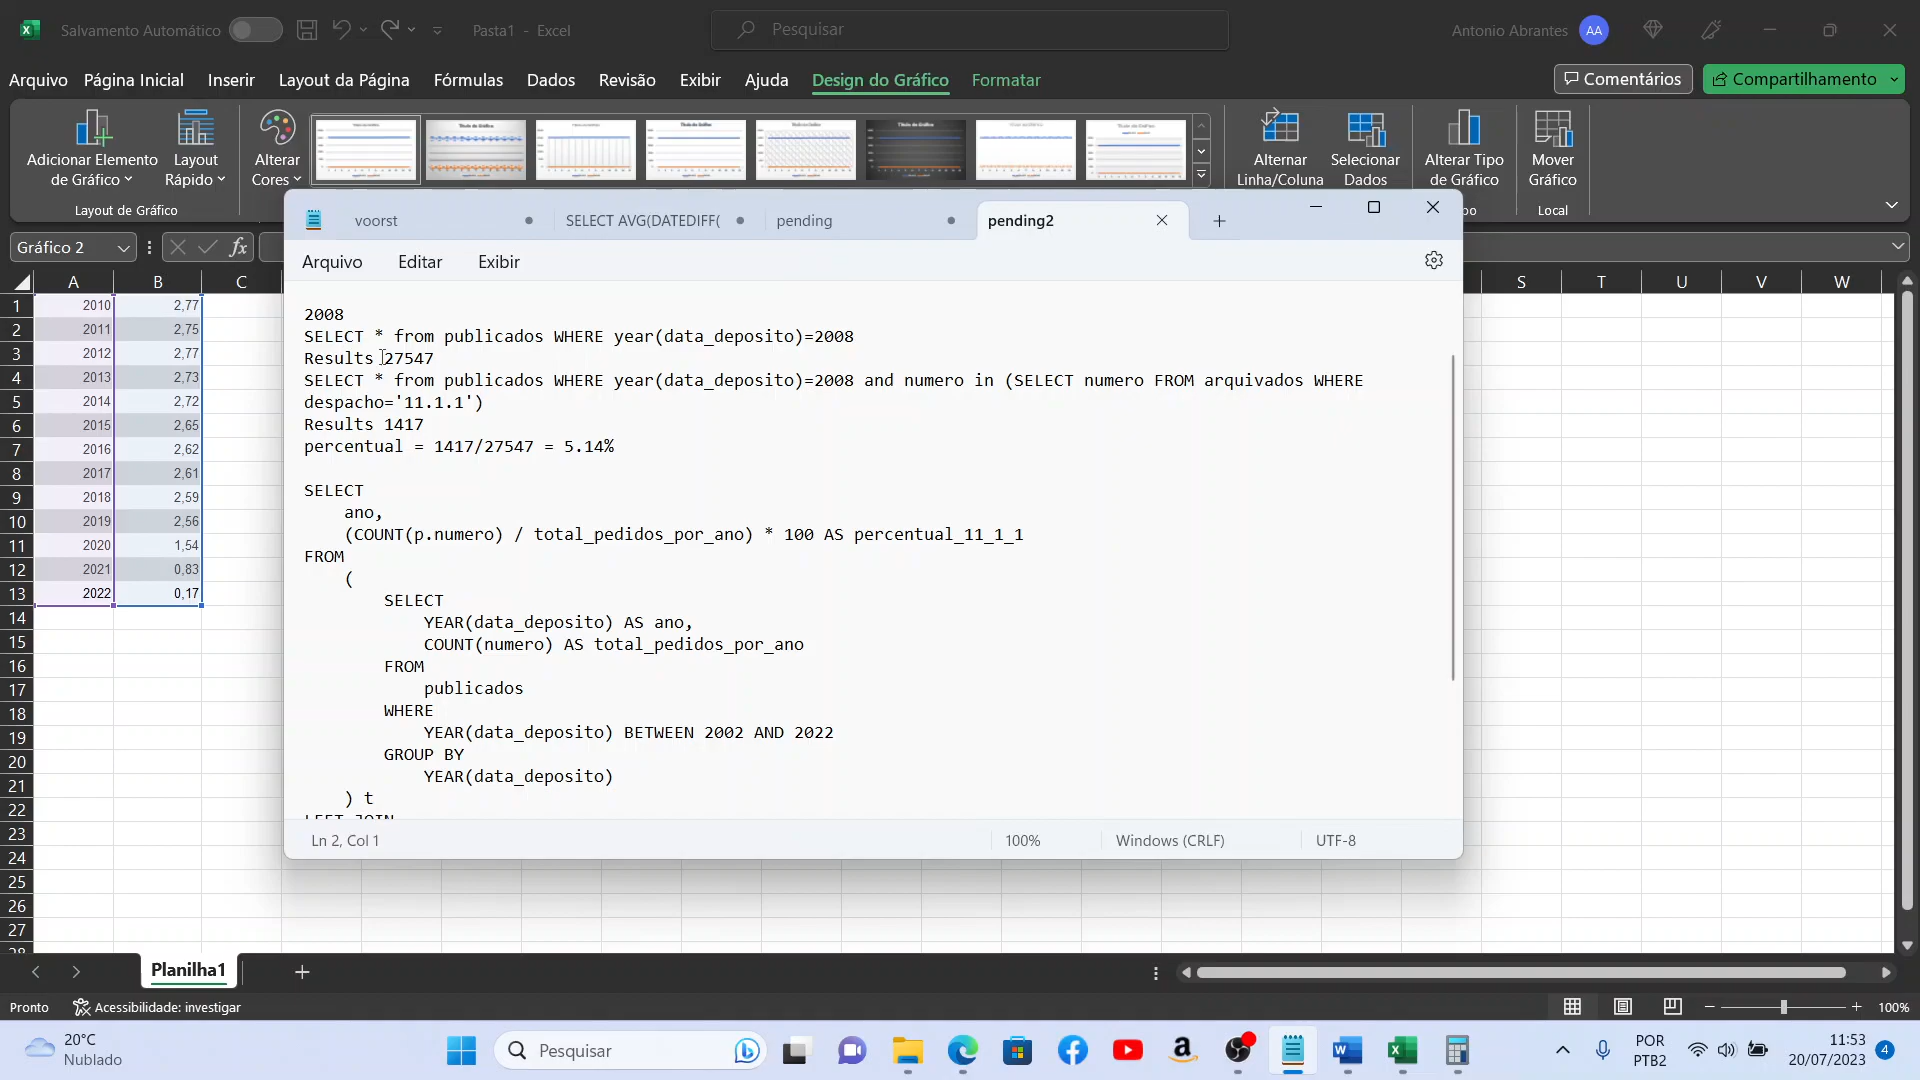 Salvamento Automático
Pasta1 - Excel
Pesquisar
Antonio Abrantes
AA
Arquivo
Página Inicial
Inserir
Layout da Página
Fórmulas
Dados
Revisão
Exibir
Ajuda
Design do Gráfico
Formatar
Comentários
Compartilhamento
Adicionar Elemento
de Gráfico
Layout
Rápido
Alterar
Cores
Alternar
Linha/Coluna
Selecionar
Dados
Alterar Tipo
de Gráfico
Mover
Gráfico
Layout de Gráfico
Local
voorst
SELECT AVG(DATEDIFF(
pending
pending2
Gráfico 2
fx
Arquivo
Editar
Exibir
A B C S T U V W
1 2010 2,77
2 2011 2,75
3 2012 2,77
4 2013 2,73
5 2014 2,72
6 2015 2,65
7 2016 2,62
8 2017 2,61
9 2018 2,59
10 2019 2,56
11 2020 1,54
12 2021 0,83
13 2022 0,17
14
15
16
17
18
19
20
21
22
23
24
25
26
27
28
2008
SELECT * from publicados WHERE year(data_deposito)=2008
Results 27547
SELECT * from publicados WHERE year(data_deposito)=2008 and numero in (SELECT numero FROM arquivados WHERE
despacho='11.1.1')
Results 1417
percentual = 1417/27547 = 5.14%
SELECT
ano,
(COUNT(p.numero) / total_pedidos_por_ano) * 100 AS percentual_11_1_1
FROM
(
SELECT
YEAR(data_deposito) AS ano,
COUNT(numero) AS total_pedidos_por_ano
FROM
publicados
WHERE
YEAR(data_deposito) BETWEEN 2002 AND 2022
GROUP BY
YEAR(data_deposito)
) t
LEFT JOIN
Ln 2, Col 1
100%
Windows (CRLF)
UTF-8
Planilha1
Pronto
Acessibilidade: investigar
100%
20°C
Nublado
Pesquisar
POR
PTB2
11:53
20/07/2023
4